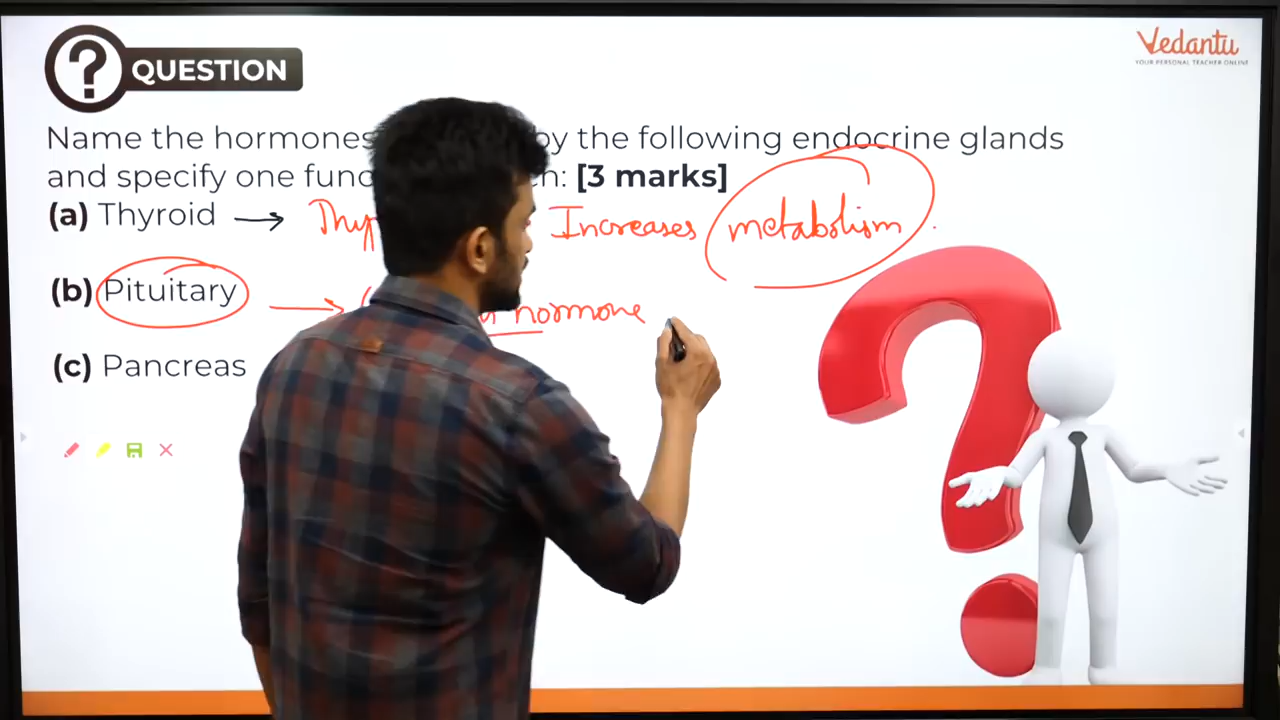 QUESTION
Vedantu
YOUR PERSONAL TEACHER ONLINE
Name the hormones by the following endocrine glands
and specify one [3 marks]
(a) Thyroid → Increases metabolism.
(b) Pituitary → hormone
(c) Pancreas